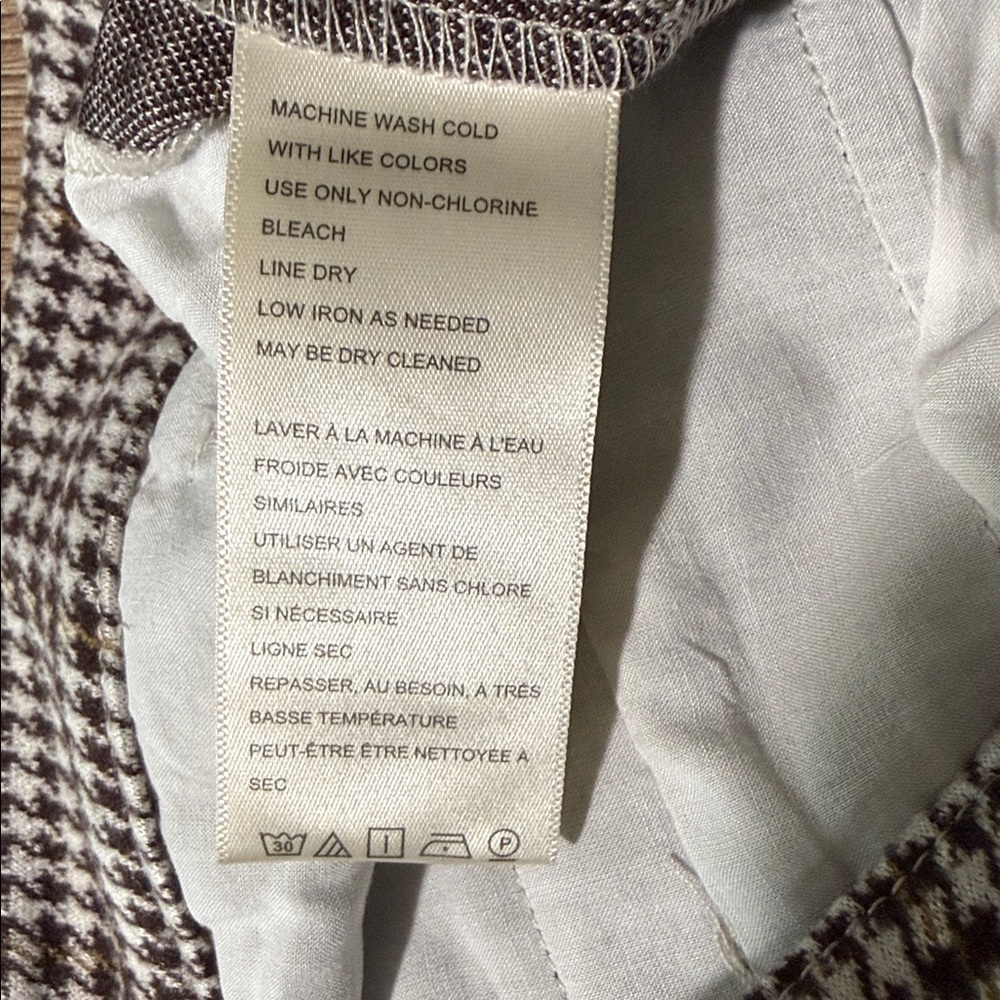 MACHINE WASH COLD
WITH LIKE COLORS
USE ONLY NON-CHLORINE
BLEACH
LINE DRY
LOW IRON AS NEEDED
MAY BE DRY CLEANED
LAVER À LA MACHINE À L'EAU
FROIDE AVEC COULEURS
SIMILAIRES
UTILISER UN AGENT DE
BLANCHIMENT SANS CHLORE
SI NÉCESSAIRE
LIGNE SEC
REPASSER, AU BESOIN, A TRÈS
BASSE TEMPÉRATURE
PEUT-ÊTRE ÊTRE NETTOYÉE À
SEC
30 P